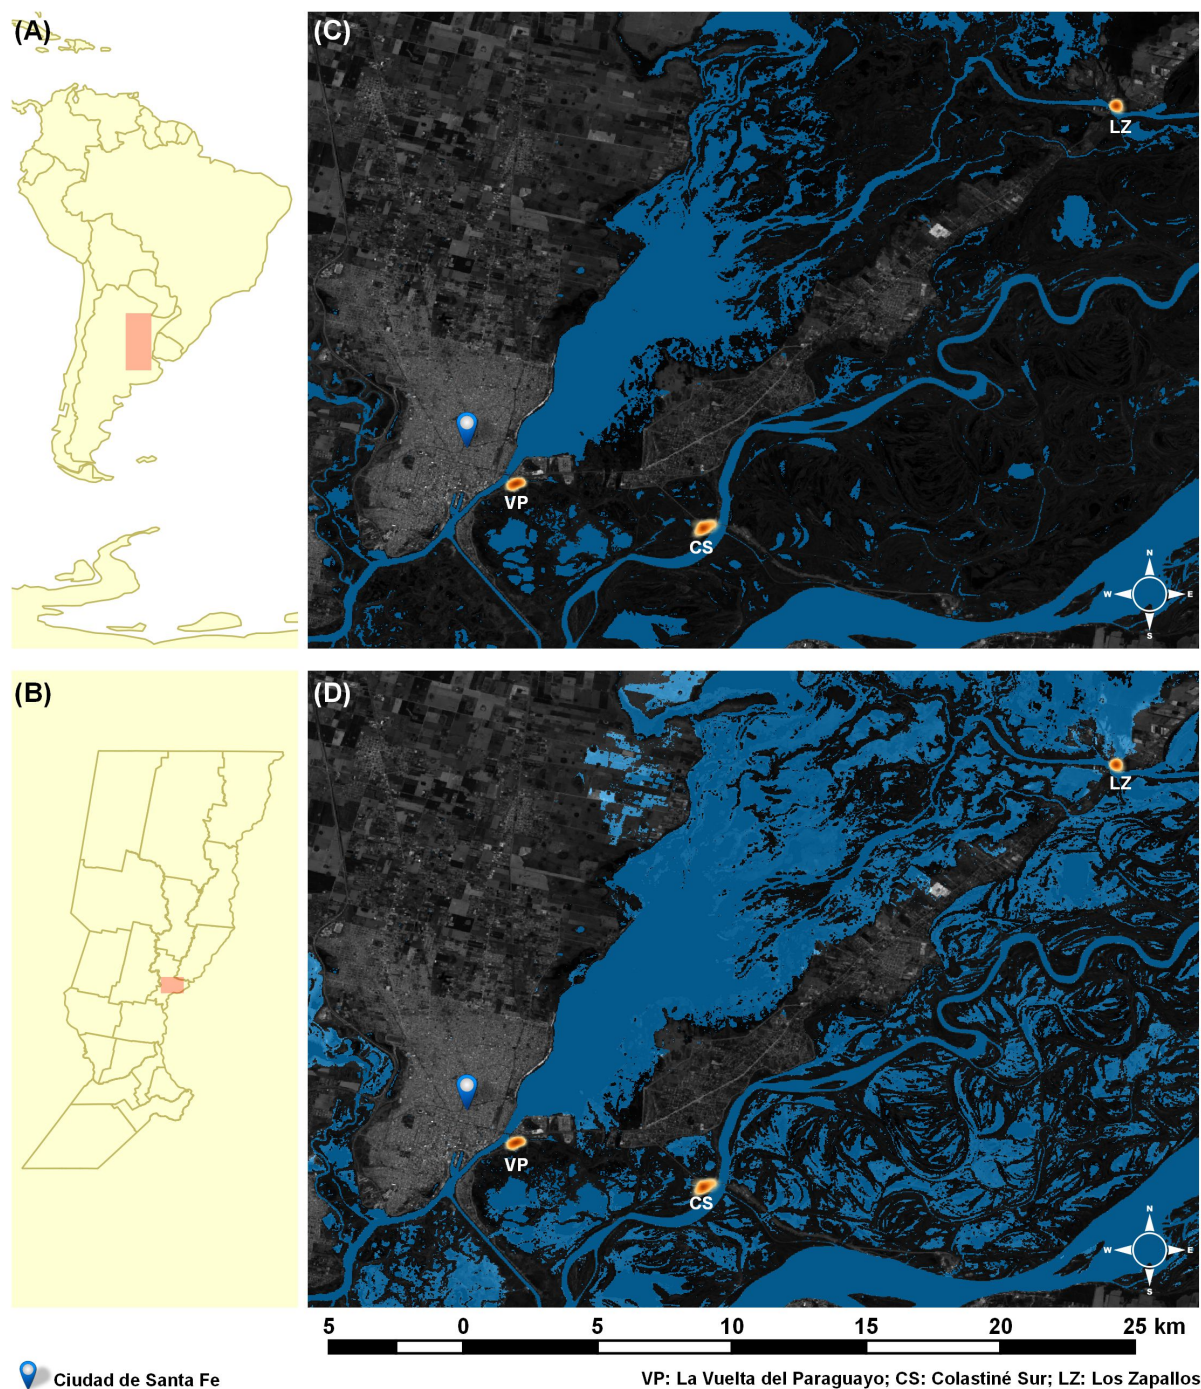 (A)
(C)
LZ
VP
CS
N
W E
S
(B)
(D)
LZ
VP
CS
N
W E
S
5 0 5 10 15 20 25 km
Ciudad de Santa Fe
VP: La Vuelta del Paraguayo; CS: Colastiné Sur; LZ: Los Zapallos